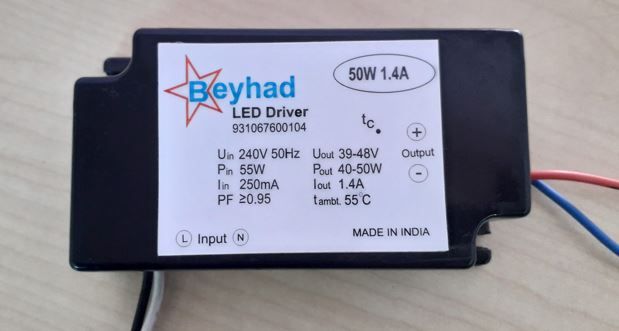 Beyhad
50W 1.4A
LED Driver
931067600104
tc
+
Output
-
Uin 240V 50Hz Uout 39-48V
Pin 55W Pout 40-50W
Iin 250mA Iout 1.4A
PF ≥0.95 tambt. 55°C
L Input N
MADE IN INDIA